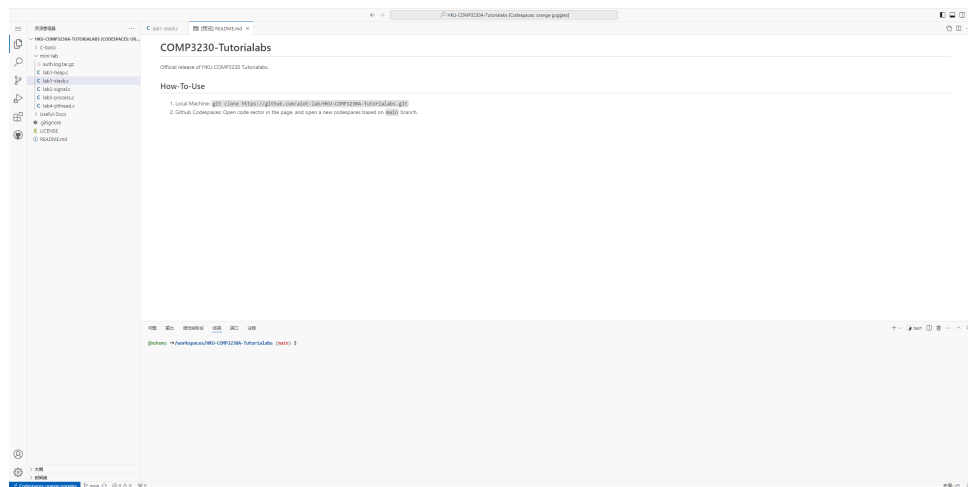 HKU-COMP3230A-Tutorialabs [Codespaces: orange goggles]
资源管理器
HKU-COMP3230A-TUTORIALABS [CODESPACES: OR...
C-basic
mini-lab
auth.log.tar.gz
lab1-heap.c
lab1-stack.c
lab2-signal.c
lab3-process.c
lab4-pthread.c
Useful-Docs
.gitignore
LICENSE
README.md
大纲
时间线
C lab1-stack.c [预览] README.md ×
COMP3230-Tutorialabs
Official release of HKU COMP3230 Tutorialabs.
How-To-Use
1. Local Machine: git clone https://github.com/aiot-lab/HKU-COMP3230A-Tutorialabs.git
2. Github Codespaces: Open code sector in the page, and open a new codespaces based on main branch.
问题 输出 调试控制台 终端 端口 注释
bash
/workspaces/HKU-COMP3230A-Tutorialabs (main) $
Codespaces: orange goggles main 0 0 0